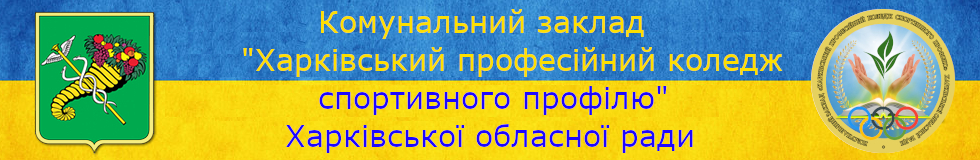 Комунальний заклад
"Харківський професійний коледж
спортивного профілю"
Харківської обласної ради